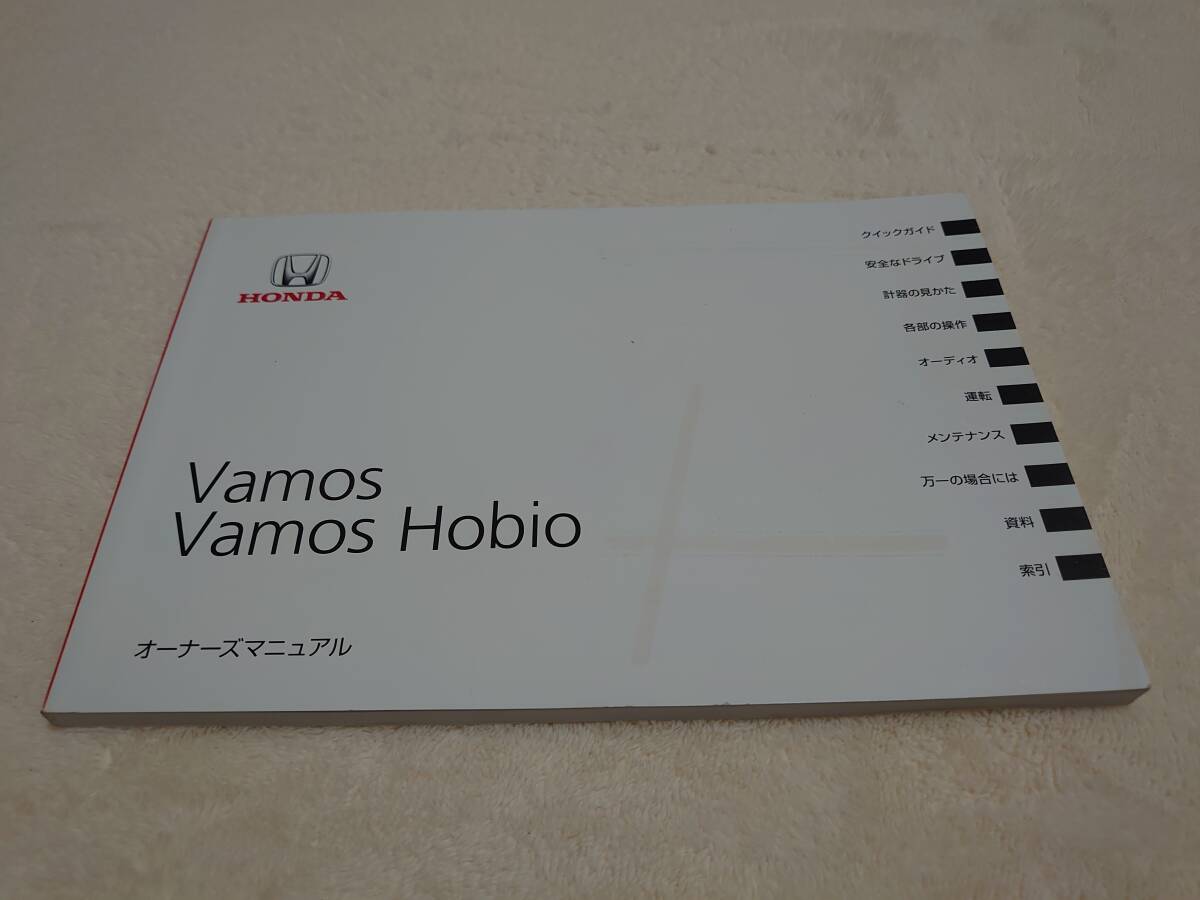 HONDA
Vamos
Vamos Hobio
オーナーズマニュアル
クイックガイド
安全なドライブ
計器の見かた
各部の操作
オーディオ
運転
メンテナンス
万一の場合には
資料
索引